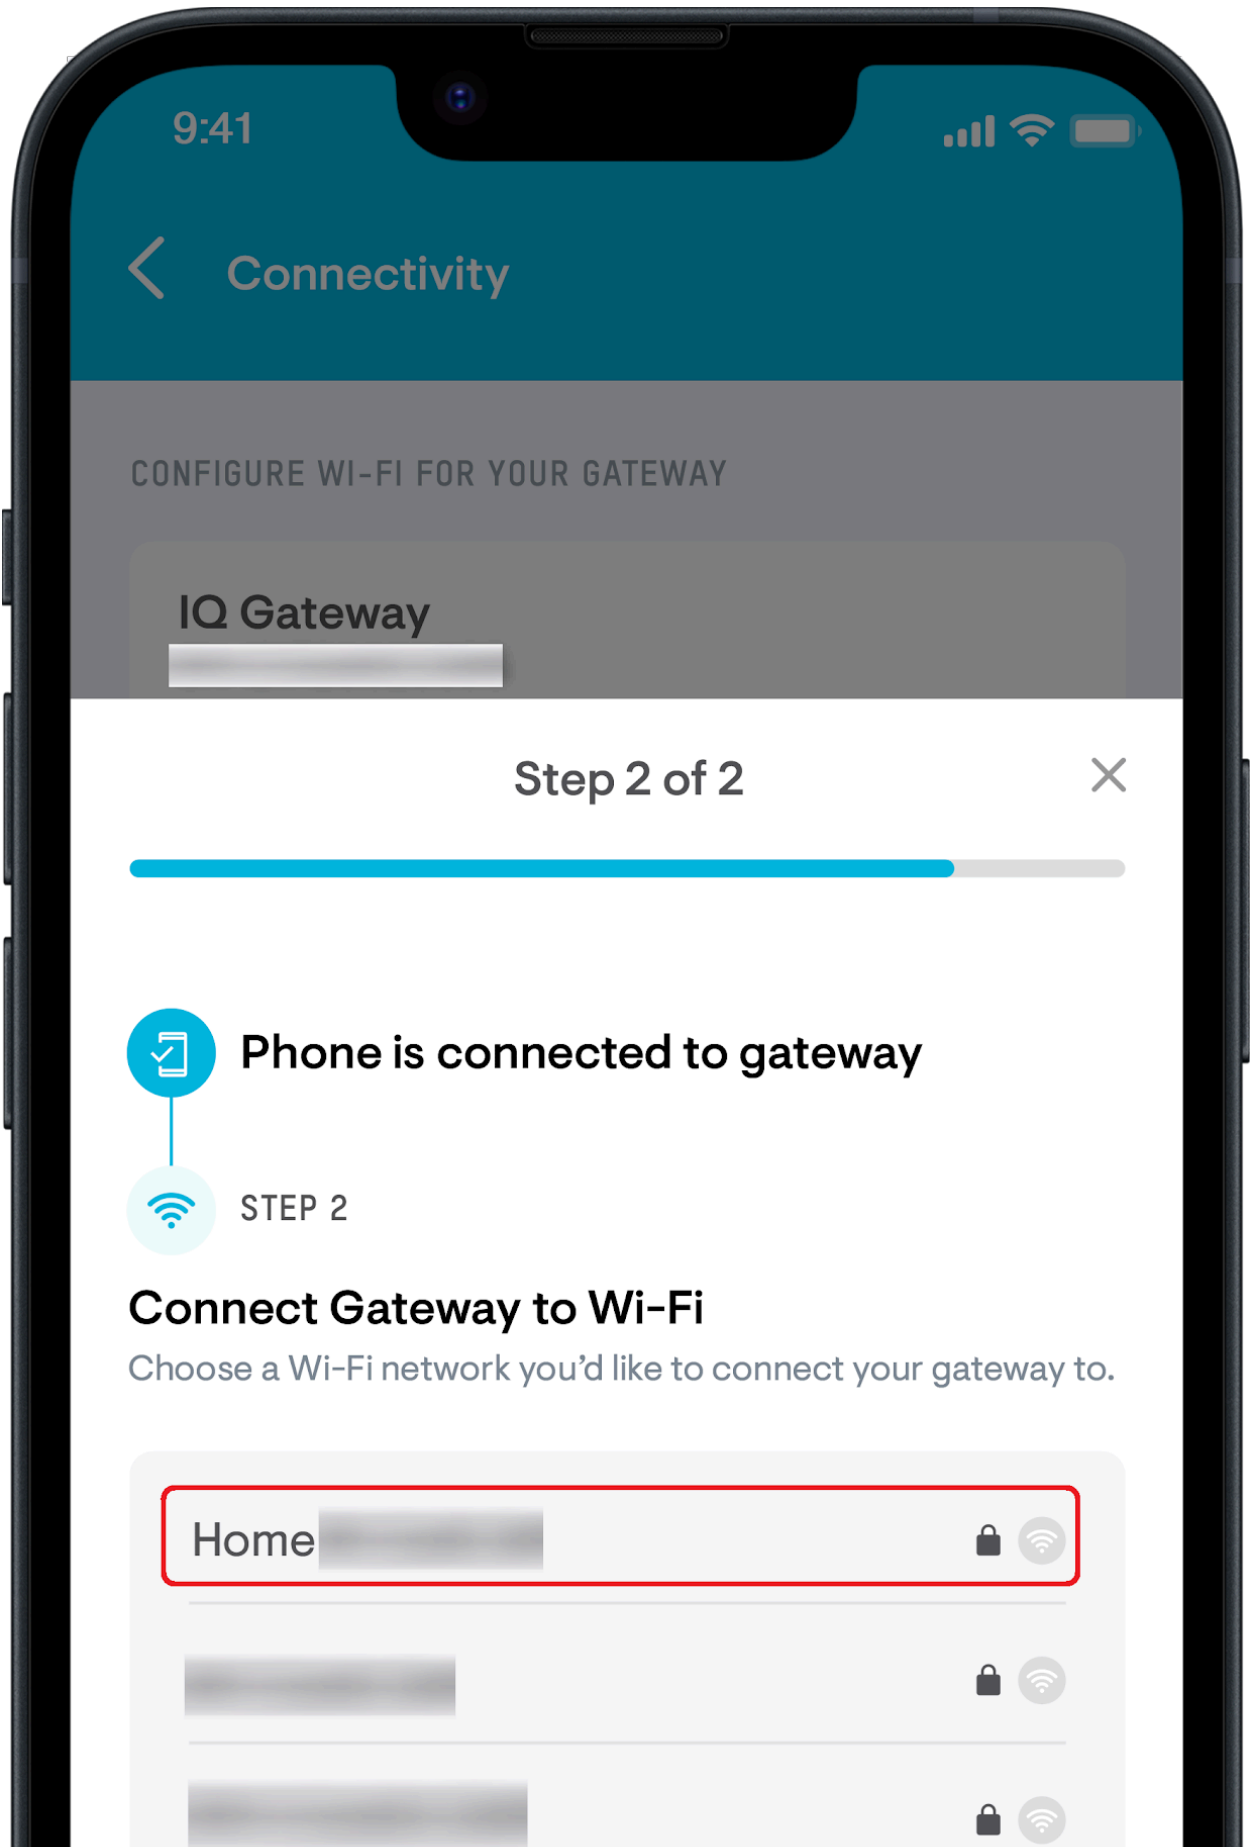 9:41
Connectivity
CONFIGURE WI-FI FOR YOUR GATEWAY
IQ Gateway
Step 2 of 2
Phone is connected to gateway
STEP 2
Connect Gateway to Wi-Fi
Choose a Wi-Fi network you’d like to connect your gateway to.
Home